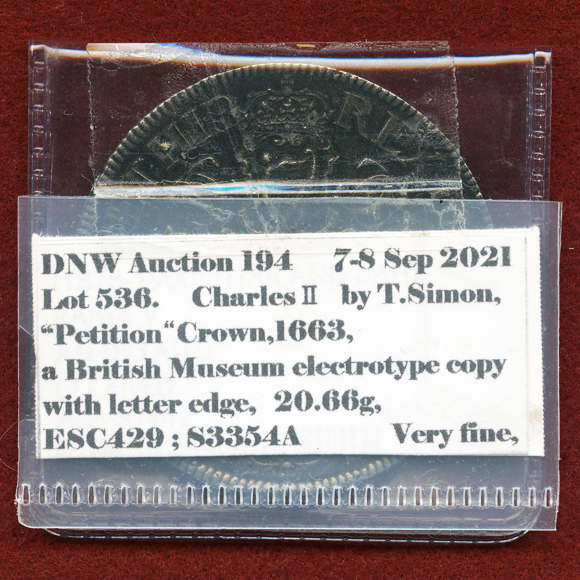 DNW Auction 194 7-8 Sep 2021
Lot 536. Charles II by T.Simon,
“Petition“Crown,1663,
a British Museum electrotype copy
with letter edge, 20.66g,
ESC429 ; S3354A Very fine,